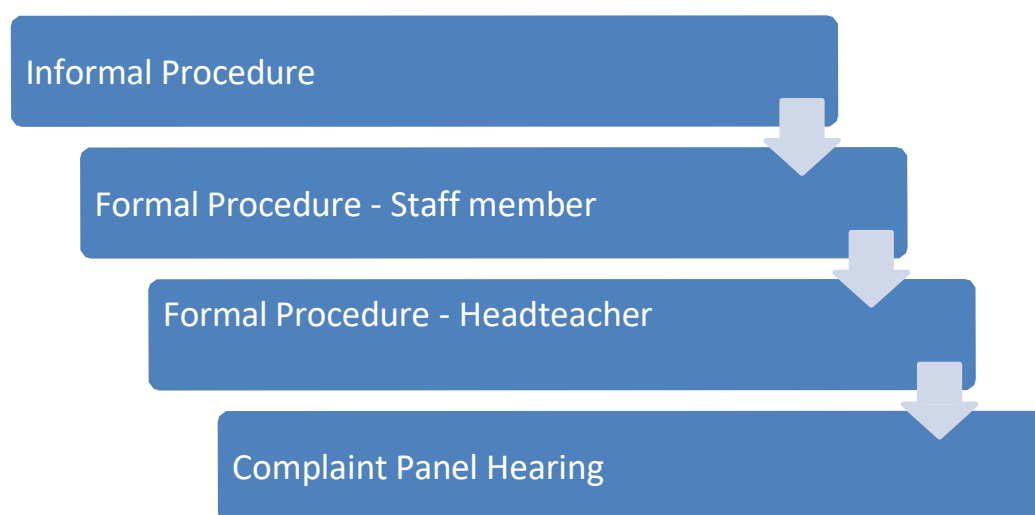 Informal Procedure
Formal Procedure - Staff member
Formal Procedure - Headteacher
Complaint Panel Hearing